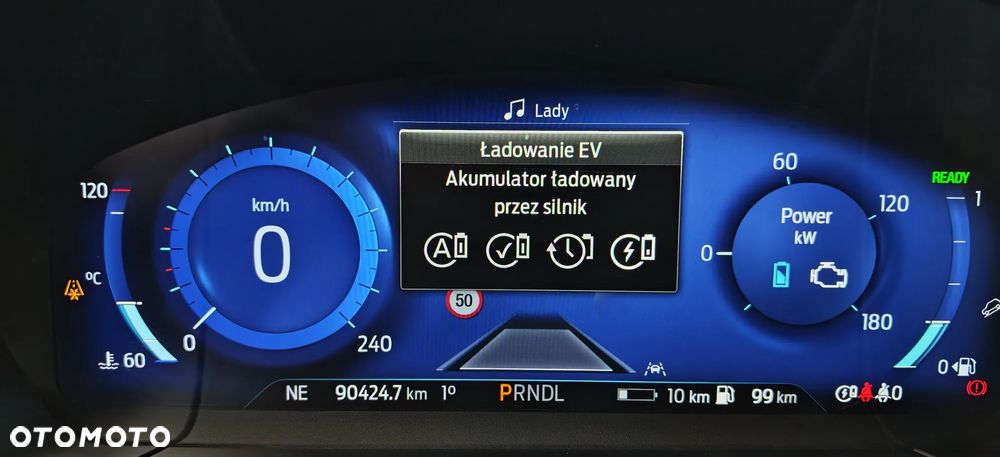 Lady
Ładowanie EV
Akumulator ładowany
przez silnik
A
120
°C
60
km/h
0
0
240
50
60
120
0
Power
kW
180
READY
1
0
NE
90424.7 km
1°
PRNDL
10 km
99 km
0
OTOMOTO